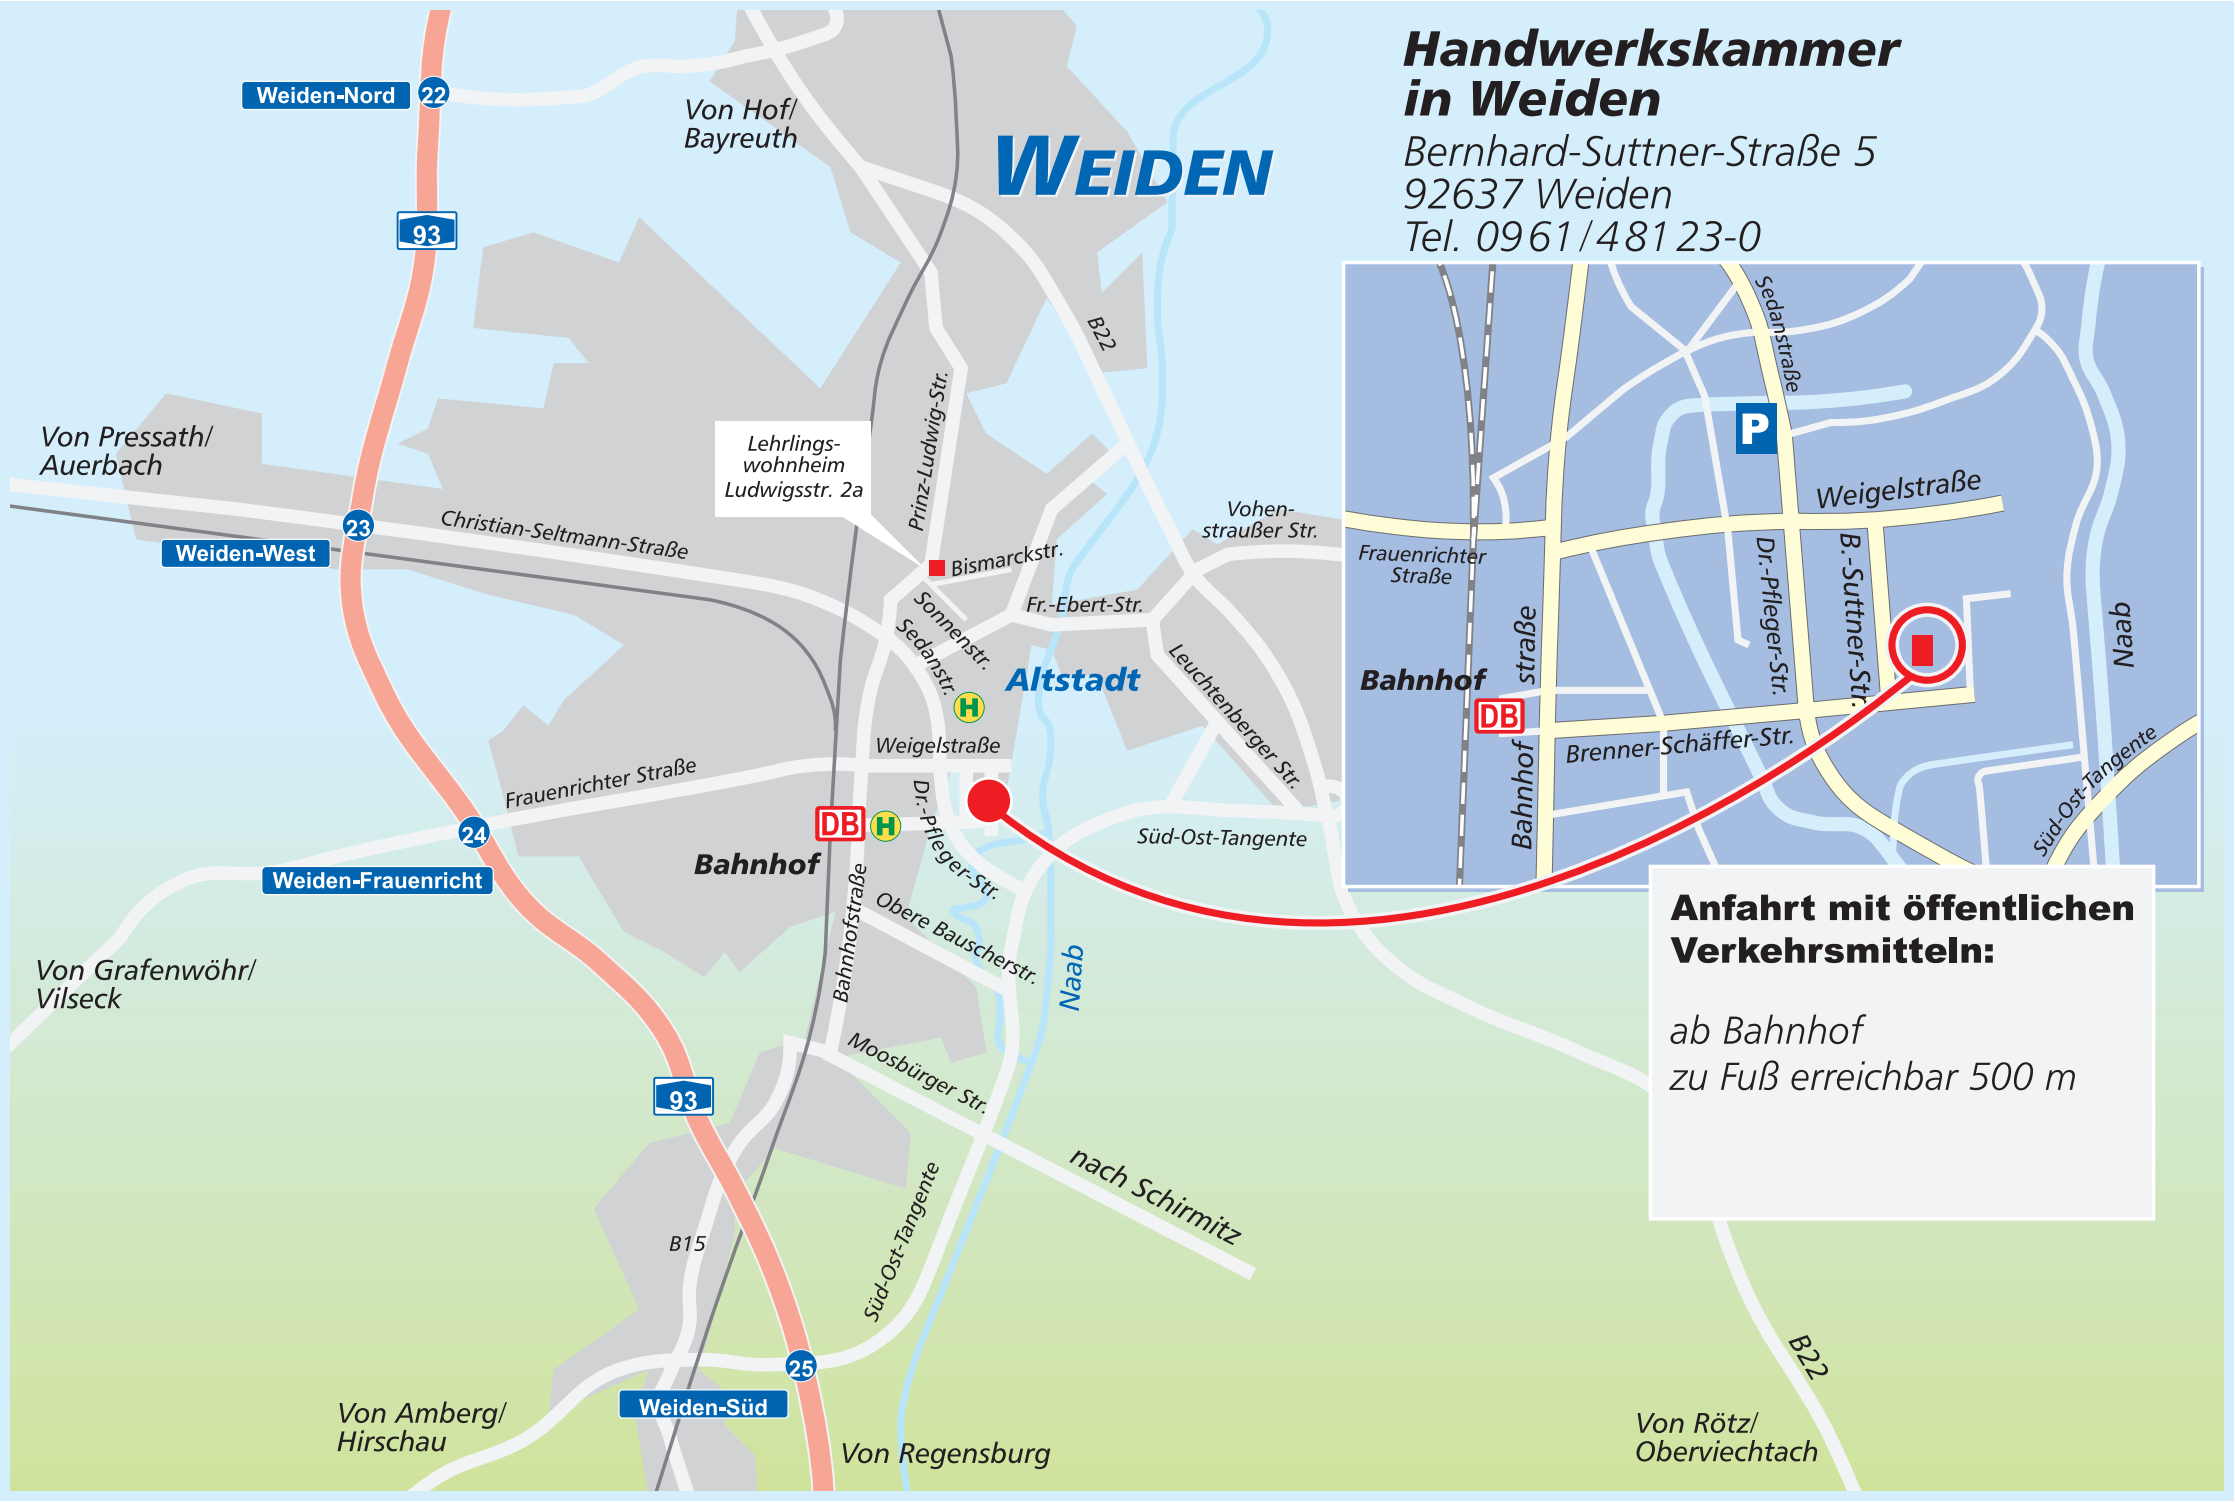 Handwerkskammer
in Weiden
Bernhard-Suttner-Straße 5
92637 Weiden
Tel. 0961/48123-0
Weiden-Nord
22
Von Hof/
Bayreuth
WEIDEN
93
B22
Von Pressath/
Auerbach
23
Weiden-West
Christian-Seltmann-Straße
Lehrlings-
wohnheim
Ludwigsstr. 2a
Prinz-Ludwig-Str.
Bismarckstr.
Vohen-
straußer Str.
Sonnenstr.
Sedanstr.
Fr.-Ebert-Str.
Altstadt
H
Leuchtenberger Str.
Weigelstraße
Frauenrichter Straße
24
Weiden-Frauenricht
DB
H
Bahnhof
Dr.-Pfleger-Str.
Süd-Ost-Tangente
Bahnhofstraße
Obere Bauscherstr.
Naab
Von Grafenwöhr/
Vilseck
93
Moosbürger Str.
nach Schirmitz
B15
Süd-Ost-Tangente
25
Weiden-Süd
Von Amberg/
Hirschau
Von Regensburg
Von Rötz/
Oberviechtach
B22
Sedanstraße
P
Weigelstraße
Frauenrichter
Straße
Dr.-Pfleger-Str.
B.-Suttner-Str.
Naab
Bahnhof
DB
Bahnhof straße
Brenner-Schäffer-Str.
Süd-Ost-Tangente
Anfahrt mit öffentlichen
Verkehrsmitteln:
ab Bahnhof
zu Fuß erreichbar 500 m